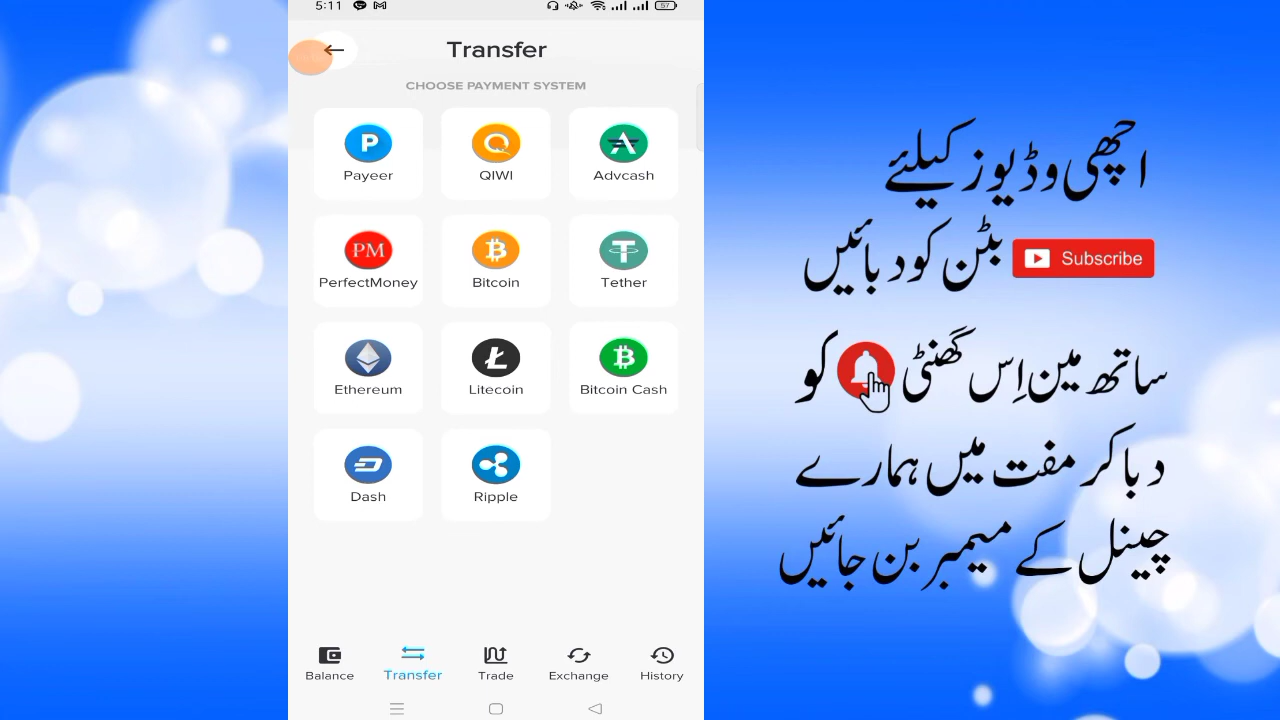 5:11
57
Transfer
CHOOSE PAYMENT SYSTEM
P
Payeer
QIWI
Advcash
PM
PerfectMoney
Bitcoin
Tether
Ethereum
Litecoin
Bitcoin Cash
Dash
Ripple
Balance
Transfer
Trade
Exchange
History
اچھی وڈیوز کیلئے
Subscribe بٹن کو دبائیں
ساتھ مین اِس گھنٹی کو
دبا کر مفت میں ہمارے
چینل کے میمبر بن جائیں